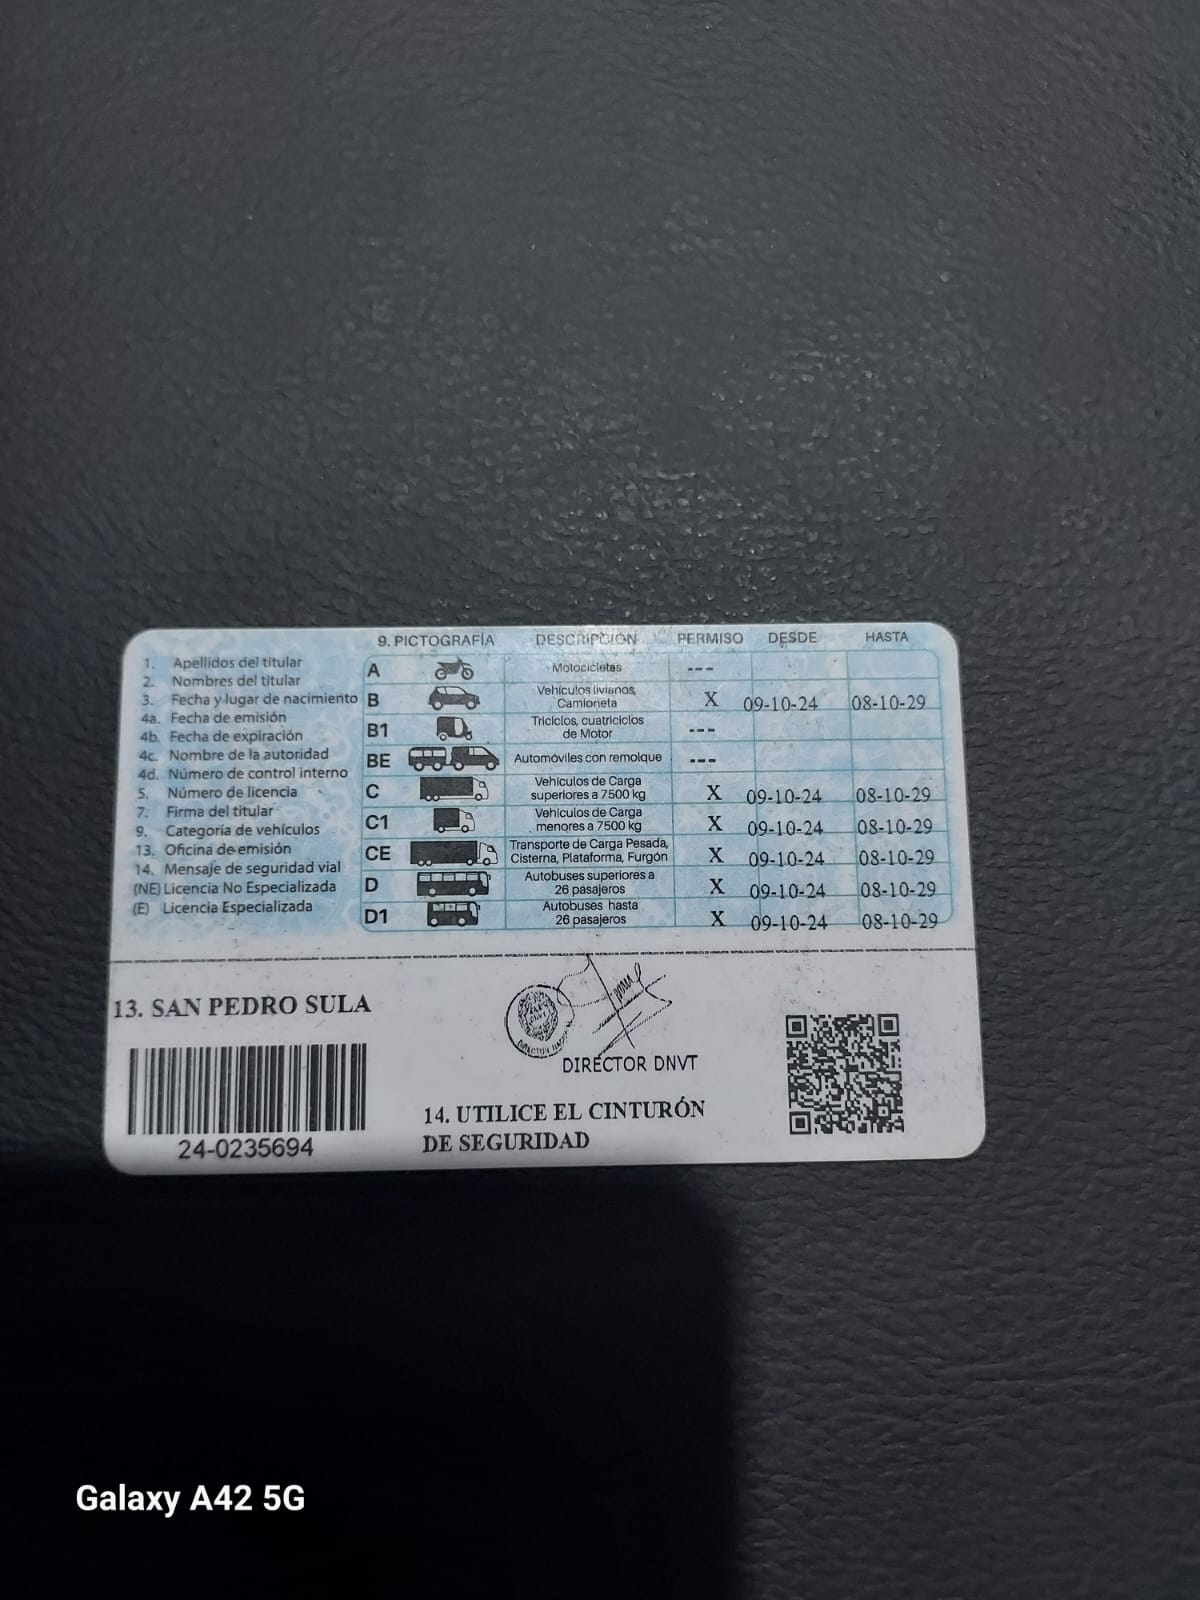 9. PICTOGRAFÍA DESCRIPCION PERMISO DESDE HASTA
1. Apellidos del titular
2. Nombres del titular
3. Fecha y lugar de nacimiento
4a. Fecha de emisión
4b. Fecha de expiración
4c. Nombre de la autoridad
4d. Número de control interno
5. Número de licencia
7. Firma del titular
9. Categoría de vehículos
13. Oficina de emisión
14. Mensaje de seguridad vial
(NE) Licencia No Especializada
(E) Licencia Especializada
A Motocicletas ---
B Vehículos livianos, Camioneta X 09-10-24 08-10-29
B1 Triciclos, cuatriciclos de Motor ---
BE Automóviles con remolque ---
C Vehículos de Carga superiores a 7500 kg X 09-10-24 08-10-29
C1 Vehículos de Carga menores a 7500 kg X 09-10-24 08-10-29
CE Transporte de Carga Pesada, Cisterna, Plataforma, Furgón X 09-10-24 08-10-29
D Autobuses superiores a 26 pasajeros X 09-10-24 08-10-29
D1 Autobuses hasta 26 pasajeros X 09-10-24 08-10-29
13. SAN PEDRO SULA
DIRECTOR DNVT
24-0235694
14. UTILICE EL CINTURÓN
DE SEGURIDAD
Galaxy A42 5G